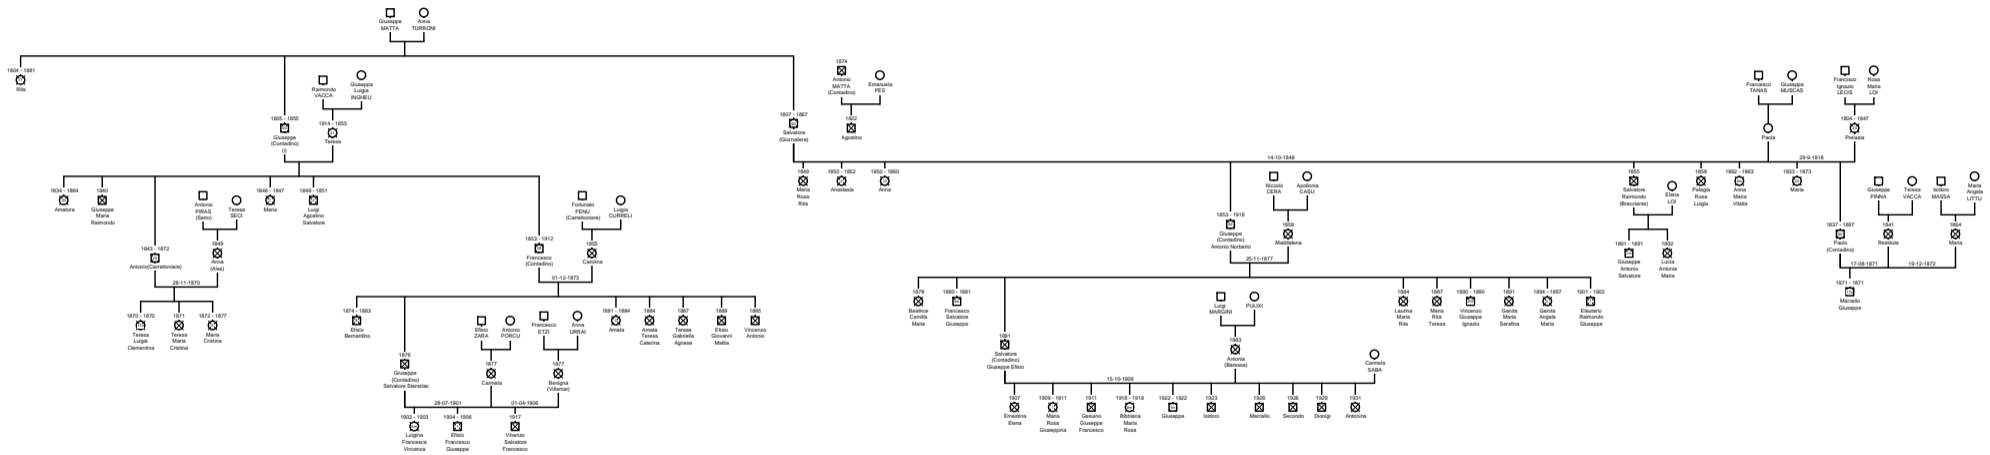 Giuseppe
MATTA
Anna
TURRONI
1804 - 1881
Rita
Raimondo
VACCA
Giuseppa
Luigia
INGHEU
1805 - 1855
Giuseppe
(Contadino)
(i)
1814 - 1855
Teresa
1807 - 1867
Salvatore
(Giornaliere)
1874
Antonio
MATTA
(Contadino)
Emanuela
PES
1922
Agostino
Francesco
TANAS
Giuseppa
MUSCAS
Francisco
Ignazio
LECIS
Rosa
Maria
LOI
Paola
1804 - 1847
Prelasia
14-10-1848
29-9-1818
1834 - 1864
Amatora
1840
Giuseppe
Maria
Raimondo
Antonio
PIRAS
(Sarto)
Teresa
SECI
1846 - 1847
Maria
1849 - 1851
Luigi
Agostino
Salvatore
1843 - 1872
Antonio(Carrettoniere)
1849
Anna
(Ales)
28-11-1870
1870 - 1870
Teresa
Luigia
Clementina
1871
Teresa
Maria
Cristina
1872 - 1877
Maria
Cristina
Fortunato
FENU
(Carrettoniere)
Luigia
CURRELI
1853 - 1912
Francesco
(Contadino)
1855
Carolina
01-12-1873
1874 - 1883
Efisio
Bernardino
1876
Giuseppe
(Contadino)
Salvatore Stanislao
Efisio
ZARA
Antonio
PORCU
Francesco
ETZI
Anna
URRAI
1877
Carmela
1877
Benigna
(Villamar)
28-07-1901
01-04-1906
1902 - 1903
Luigina
Francesca
Vincenza
1904 - 1906
Efisio
Francesco
Giuseppe
1917
Vinenzo
Salvatore
Francesco
1881 - 1884
Amata
1884
Amata
Teresa
Caterina
1887
Teresa
Gabriella
Agnese
1889
Efisio
Giovanni
Mattia
1895
Vincenzo
Antonio
1849
Maria
Rosa
Rita
1850 - 1852
Anastasia
1850 - 1860
Anna
1853 - 1918
Giuseppe
(Contadino)
Antonio Norberto
Niccolò
CERA
Apollonia
CASU
1858
Maddalena
25-11-1877
1855
Salvatore
Raimondo
(Bracciante)
Elena
LOI
1891 - 1891
Giuseppe
Antonio
Salvatore
1892
Lucia
Antonia
Maria
1858
Pelagia
Rosa
Luigia
1862 - 1863
Anna
Maria
Vitalia
1833 - 1873
Maria
1837 - 1897
Paolo
(Contadino)
Giuseppe
PINNA
Teresa
VACCA
1841
Restituta
Isidoro
MASSA
Maria
Angela
LITTU
1864
Maria
17-08-1871
19-12-1872
1871 - 1871
Marcello
Giuseppe
1878
Beatrice
Camilla
Maria
1880 - 1881
Francesco
Salvatore
Giuseppe
1881
Salvatore
(Contadino)
Giuseppe Efisio
Luigi
MARGINI
PULIXI
1883
Antonia
(Baressa)
Carmela
SABA
15-10-1906
1884
Laurina
Maria
Rita
1887
Maria
Rita
Teresa
1890 - 1890
Vincenzo
Giuseppe
Ignazio
1891
Genita
Maria
Serafina
1894 - 1897
Genita
Angela
Maria
1901 - 1902
Eleuterio
Raimondo
Giuseppe
1907
Ernestina
Elena
1909 - 1911
Maria
Rosa
Giuseppina
1911
Gesuino
Giuseppe
Francesco
1918 - 1918
Bibbiana
Maria
Rosa
1922 - 1922
Giuseppe
1923
Isidoro
1926
Marcello
1926
Secondo
1929
Dionigi
1931
Antonina